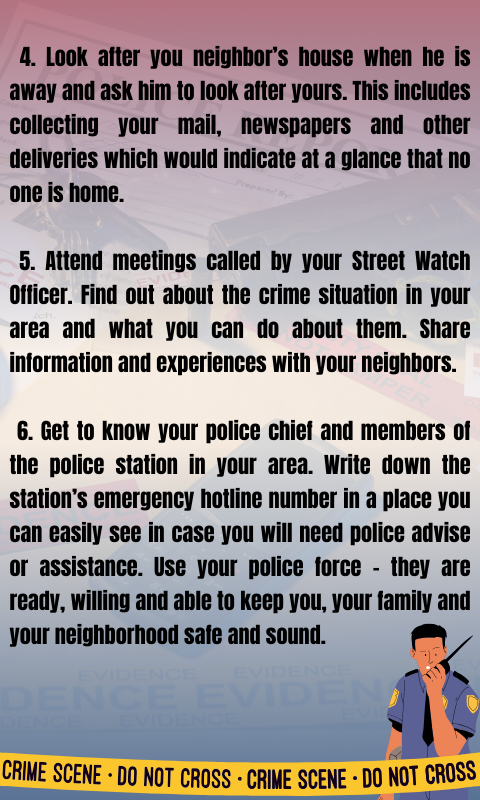 4. Look after you neighbor's house when he is
away and ask him to look after yours. This includes
collecting your mail, newspapers and other
deliveries which would indicate at a glance that no
one is home.
5. Attend meetings called by your Street Watch
Officer. Find out about the crime situation in your
area and what you can do about them. Share
information and experiences with your neighbors.
6. Get to know your police chief and members of
the police station in your area. Write down the
station's emergency hotline number in a place you
can easily see in case you will need police advise
or assistance. Use your police force - they are
ready, willing and able to keep you, your family and
your neighborhood safe and sound.
EVIDENCE EVIDENCE
DENCE EVIDEN
EVIDENCE
CRIME SCENE · DO NOT CROSS · CRIME SCENE · DO NOT CROSS